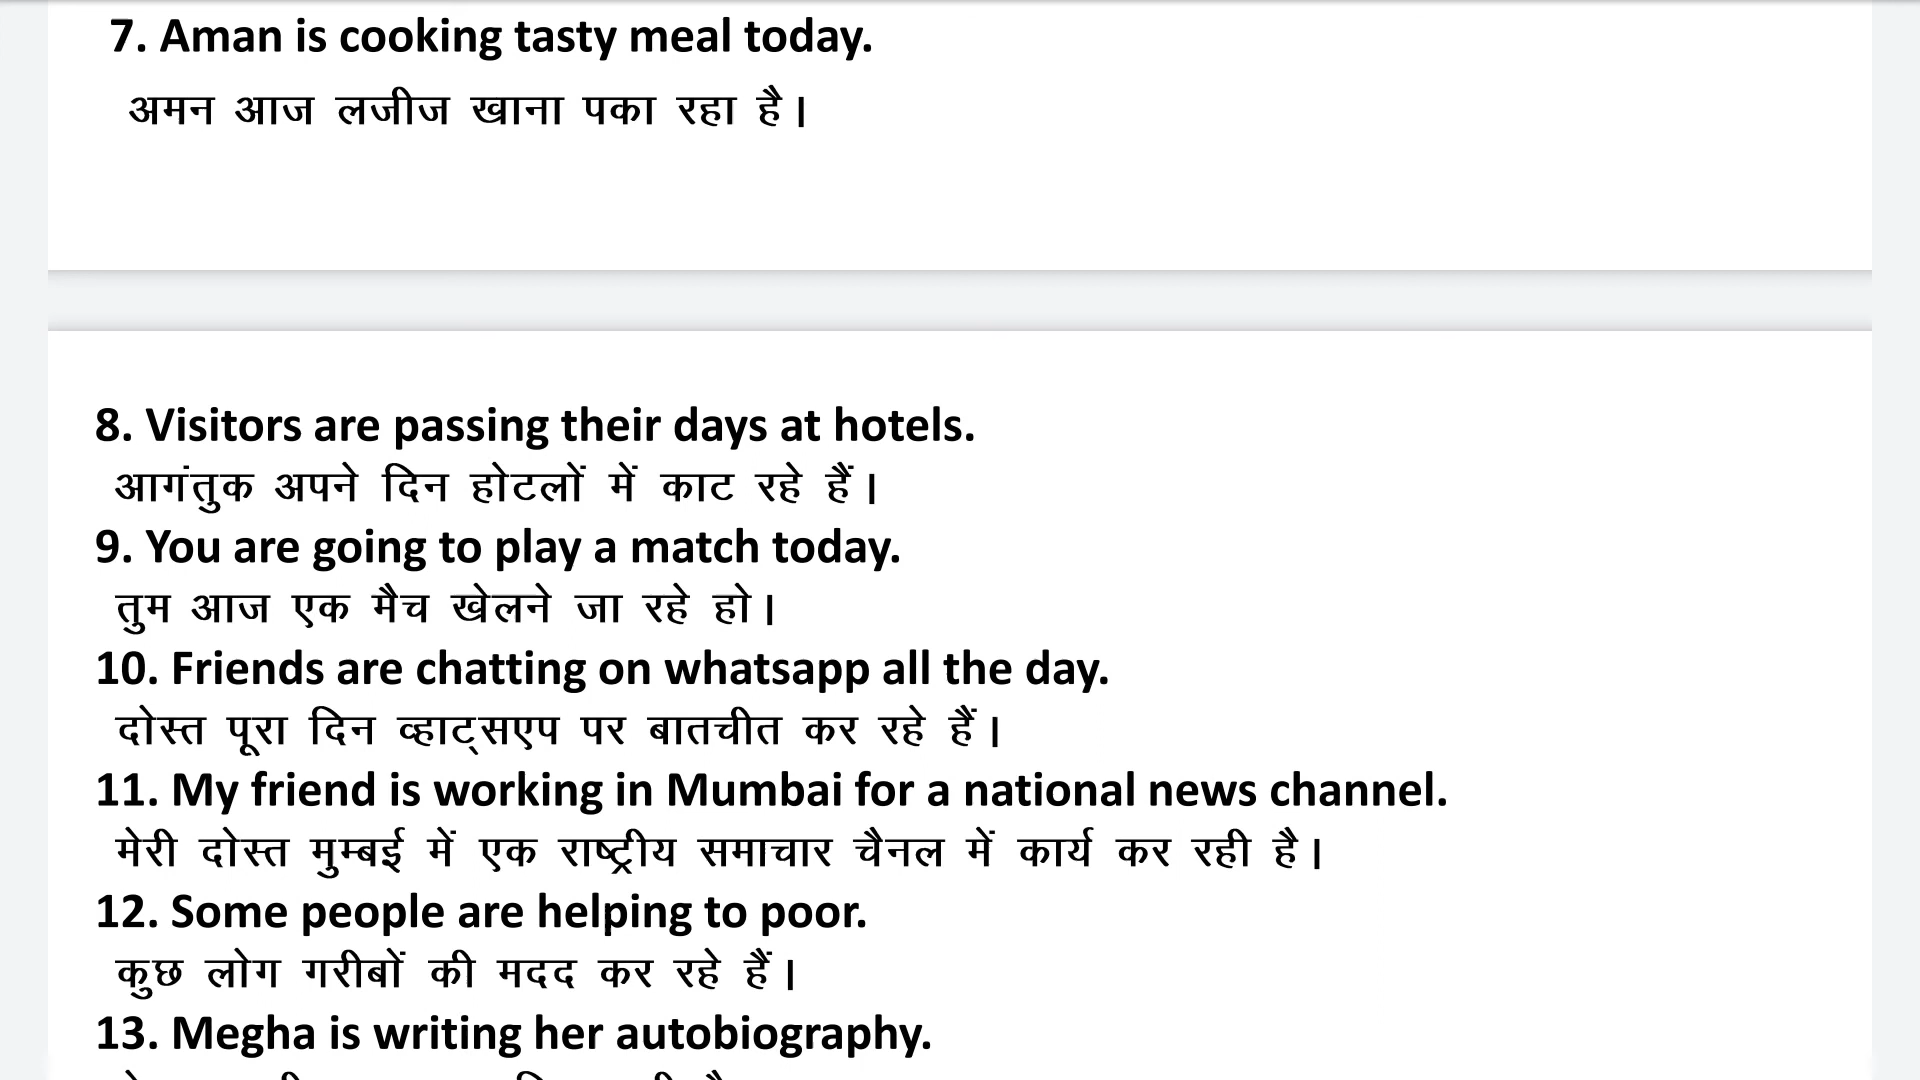 7. Aman is cooking tasty meal today.
अमन आज लजीज खाना पका रहा है।
8. Visitors are passing their days at hotels.
आगंतुक अपने दिन होटलों में काट रहे हैं।
9. You are going to play a match today.
तुम आज एक मैच खेलने जा रहे हो।
10. Friends are chatting on whatsapp all the day.
दोस्त पूरा दिन व्हाट्सएप पर बातचीत कर रहे हैं।
11. My friend is working in Mumbai for a national news channel.
मेरी दोस्त मुम्बई में एक राष्ट्रीय समाचार चैनल में कार्य कर रही है।
12. Some people are helping to poor.
कुछ लोग गरीबों की मदद कर रहे हैं।
13. Megha is writing her autobiography.